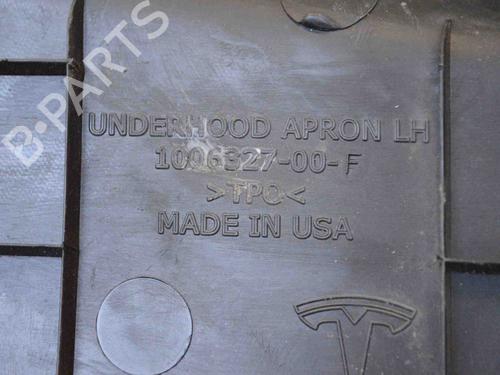 B-PARTS
UNDERHOOD APRON LH
1006327-00-F
>TPO<
MADE IN USA